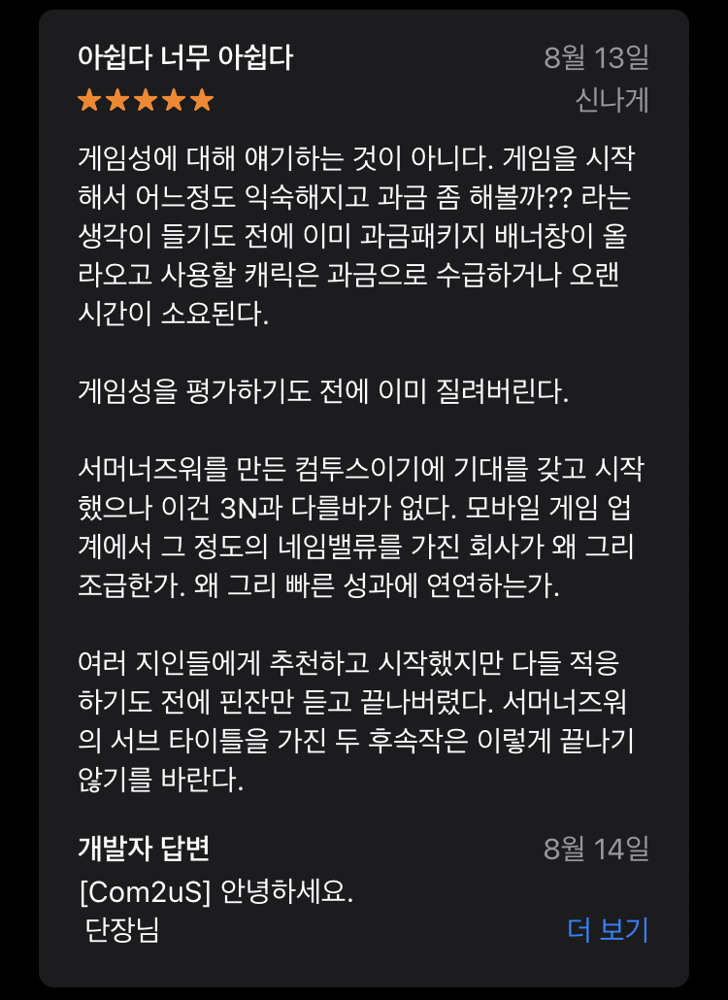 아쉽다 너무 아쉽다
8월 13일
★★★★★
신나게
게임성에 대해 얘기하는 것이 아니다. 게임을 시작
해서 어느정도 익숙해지고 과금 좀 해볼까?? 라는
생각이 들기도 전에 이미 과금패키지 배너창이 올
라오고 사용할 캐릭은 과금으로 수급하거나 오랜
시간이 소요된다.
게임성을 평가하기도 전에 이미 질려버린다.
서머너즈워를 만든 컴투스이기에 기대를 갖고 시작
했으나 이건 3N과 다를바가 없다. 모바일 게임 업
계에서 그 정도의 네임밸류를 가진 회사가 왜 그리
조급한가. 왜 그리 빠른 성과에 연연하는가.
여러 지인들에게 추천하고 시작했지만 다들 적응
하기도 전에 핀잔만 듣고 끝나버렸다. 서머너즈워
의 서브 타이틀을 가진 두 후속작은 이렇게 끝나기
않기를 바란다.
개발자 답변
8월 14일
[Com2uS] 안녕하세요.
단장님
더 보기